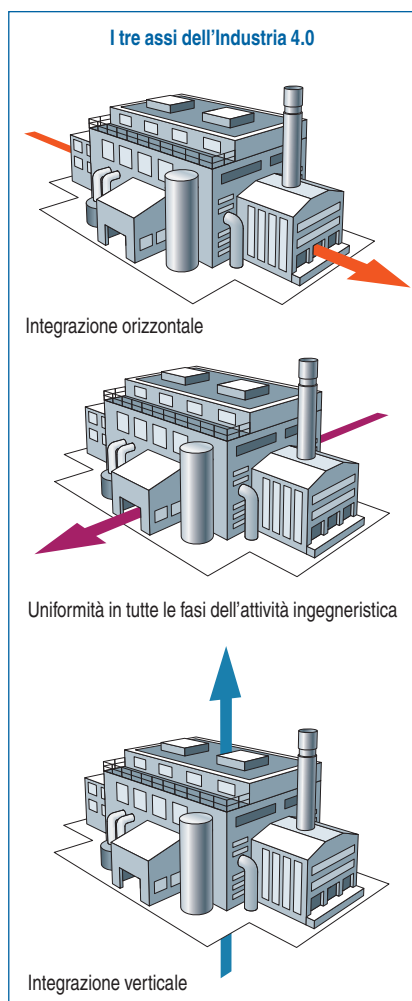 I tre assi dell'Industria 4.0
Integrazione orizzontale
Uniformità in tutte le fasi dell'attività ingegneristica
Integrazione verticale